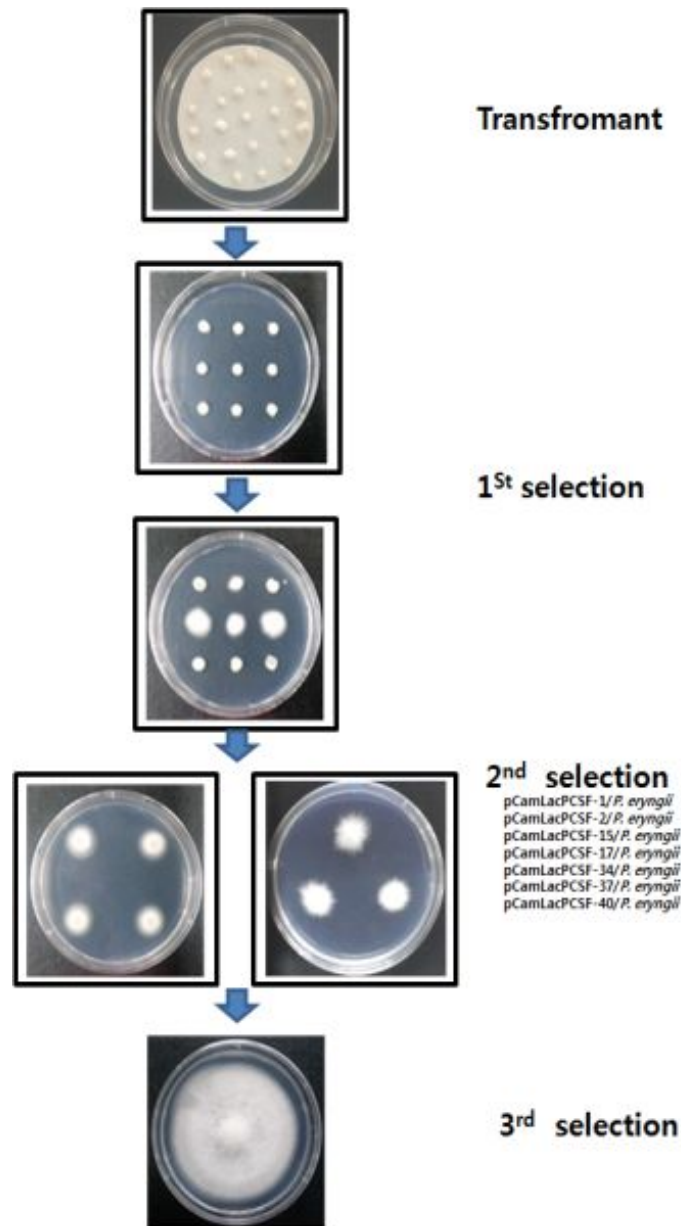 Transfromant
1St selection
2nd selection
pCamLacPCSF-1/P. eryngii
pCamLacPCSF-2/P. eryngii
pCamLacPCSF-15/P. eryngii
pCamLacPCSF-17/P. eryngii
pCamLacPCSF-34/P. eryngii
pCamLacPCSF-37/P. eryngii
pCamLacPCSF-40/P. eryngii
3rd selection